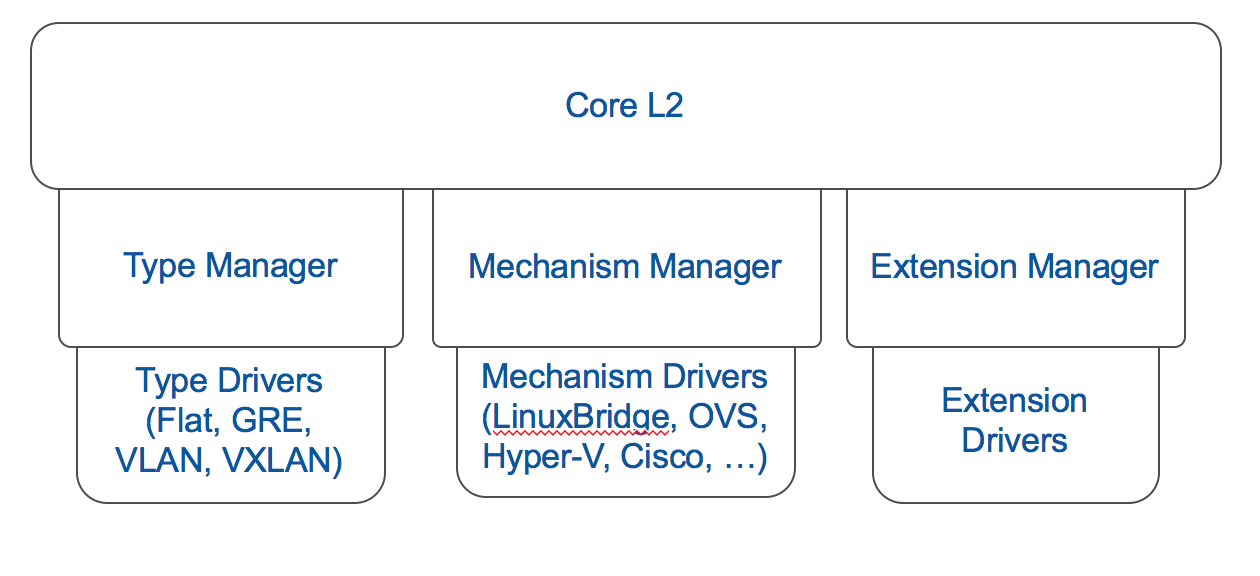 Core L2
Type Manager
Mechanism Manager
Extension Manager
Type Drivers
(Flat, GRE,
VLAN, VXLAN)
Mechanism Drivers
(LinuxBridge, OVS,
Hyper-V, Cisco, …)
Extension
Drivers